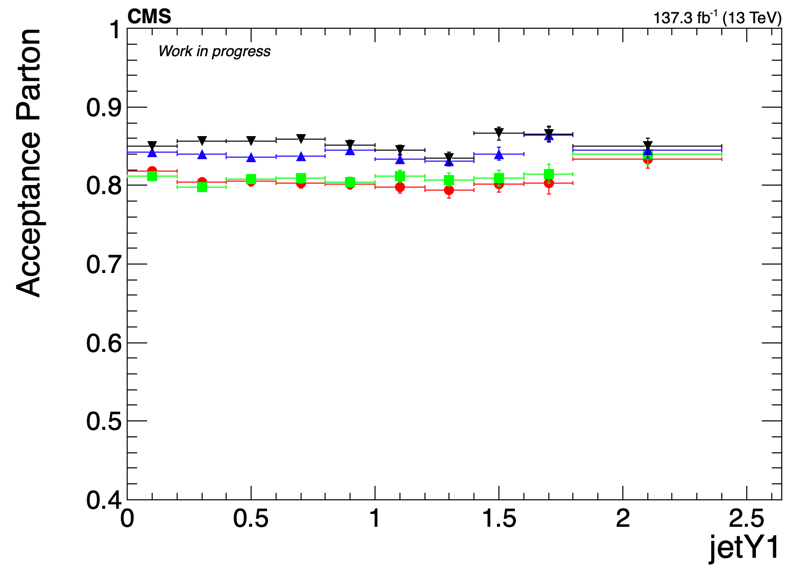 CMS
137.3 fb⁻¹ (13 TeV)
Work in progress
Acceptance Parton
1
0.9
0.8
0.7
0.6
0.5
0.4
0
0.5
1
1.5
2
2.5
jetY1